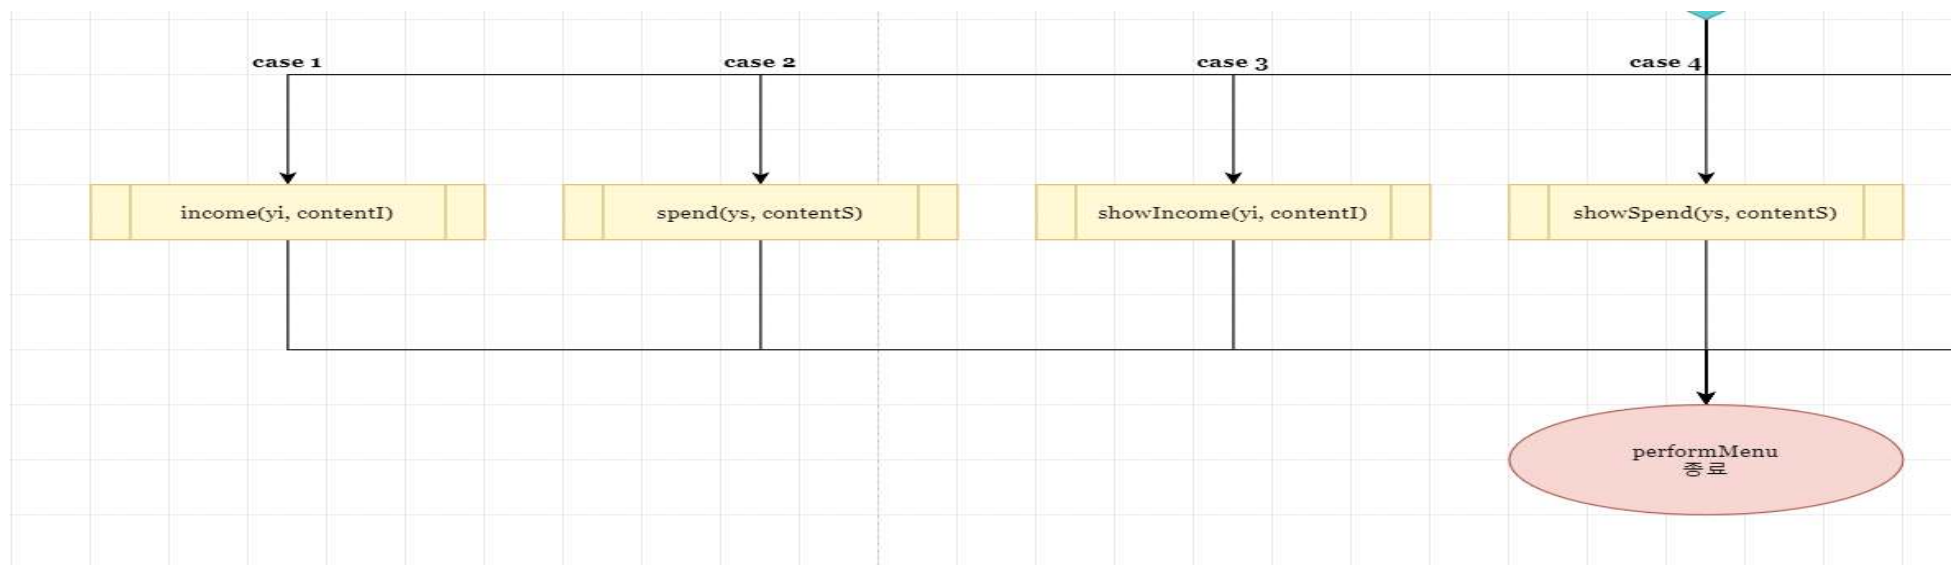 case 1
case 2
case 3
case 4
income(yi, contentI)
spend(ys, contentS)
showIncome(yi, contentI)
showSpend(ys, contentS)
performMenu
종료